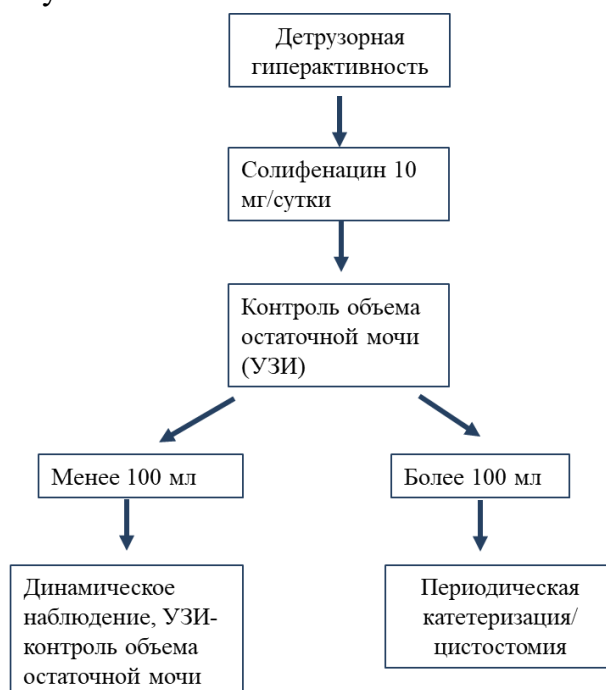 Детрузорная
гиперактивность
Солифенацин 10
мг/сутки
Контроль объема
остаточной мочи
(УЗИ)
Менее 100 мл
Более 100 мл
Динамическое
наблюдение, УЗИ-
контроль объема
остаточной мочи
Периодическая
катетеризация/
цистостомия